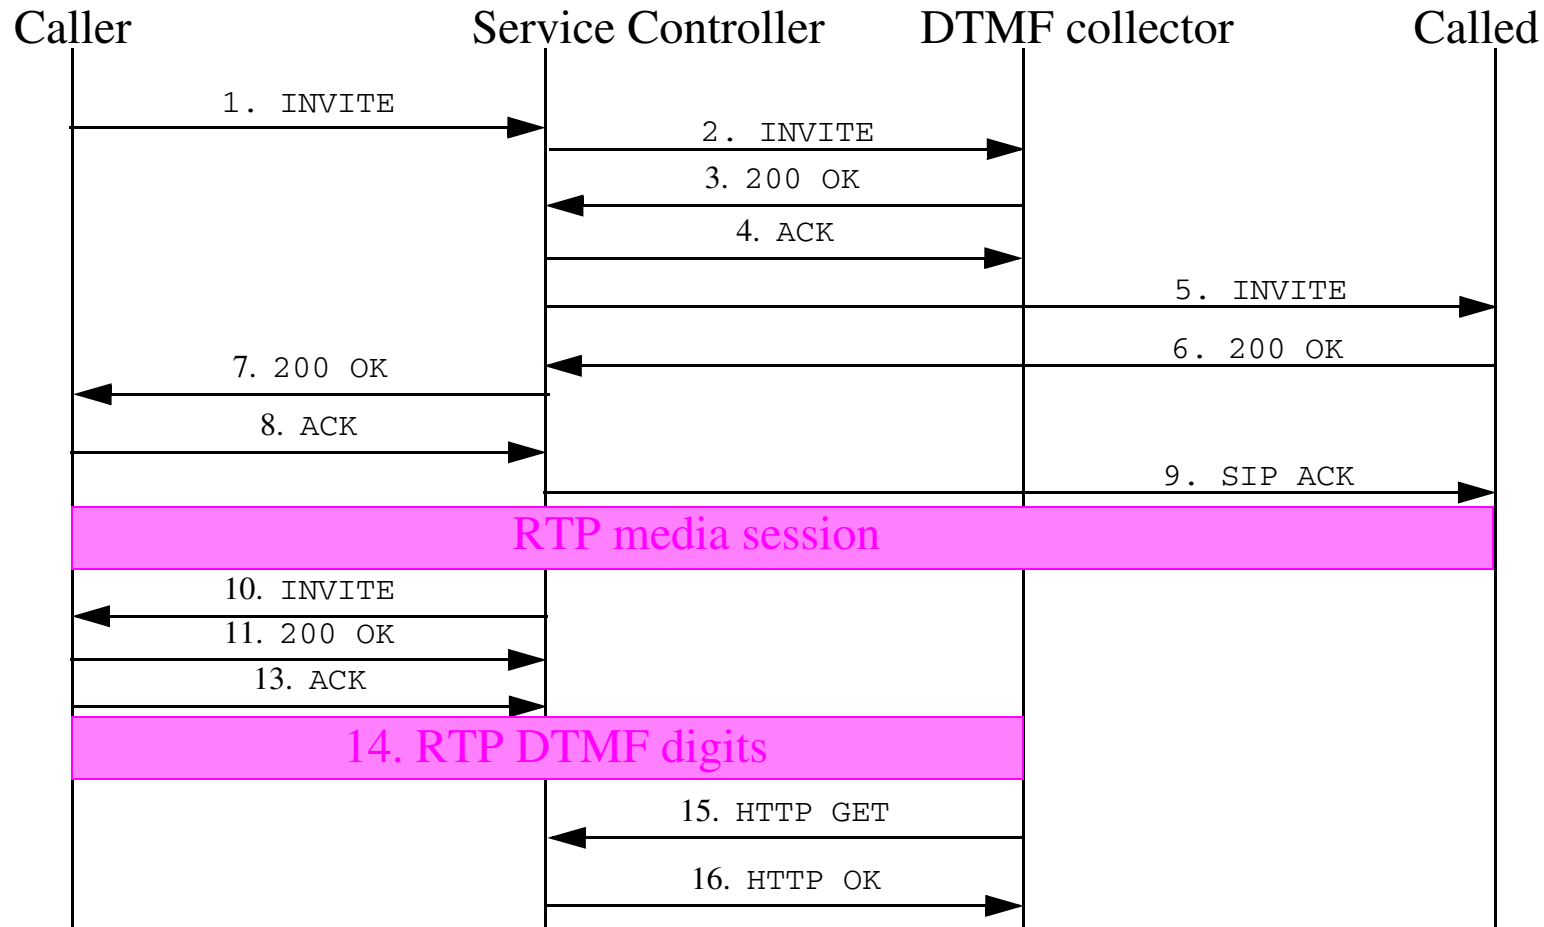 Caller Service Controller DTMF collector Called
1. INVITE
2. INVITE
3. 200 OK
4. ACK
5. INVITE
6. 200 OK
7. 200 OK
8. ACK
9. SIP ACK
RTP media session
10. INVITE
11. 200 OK
13. ACK
14. RTP DTMF digits
15. HTTP GET
16. HTTP OK